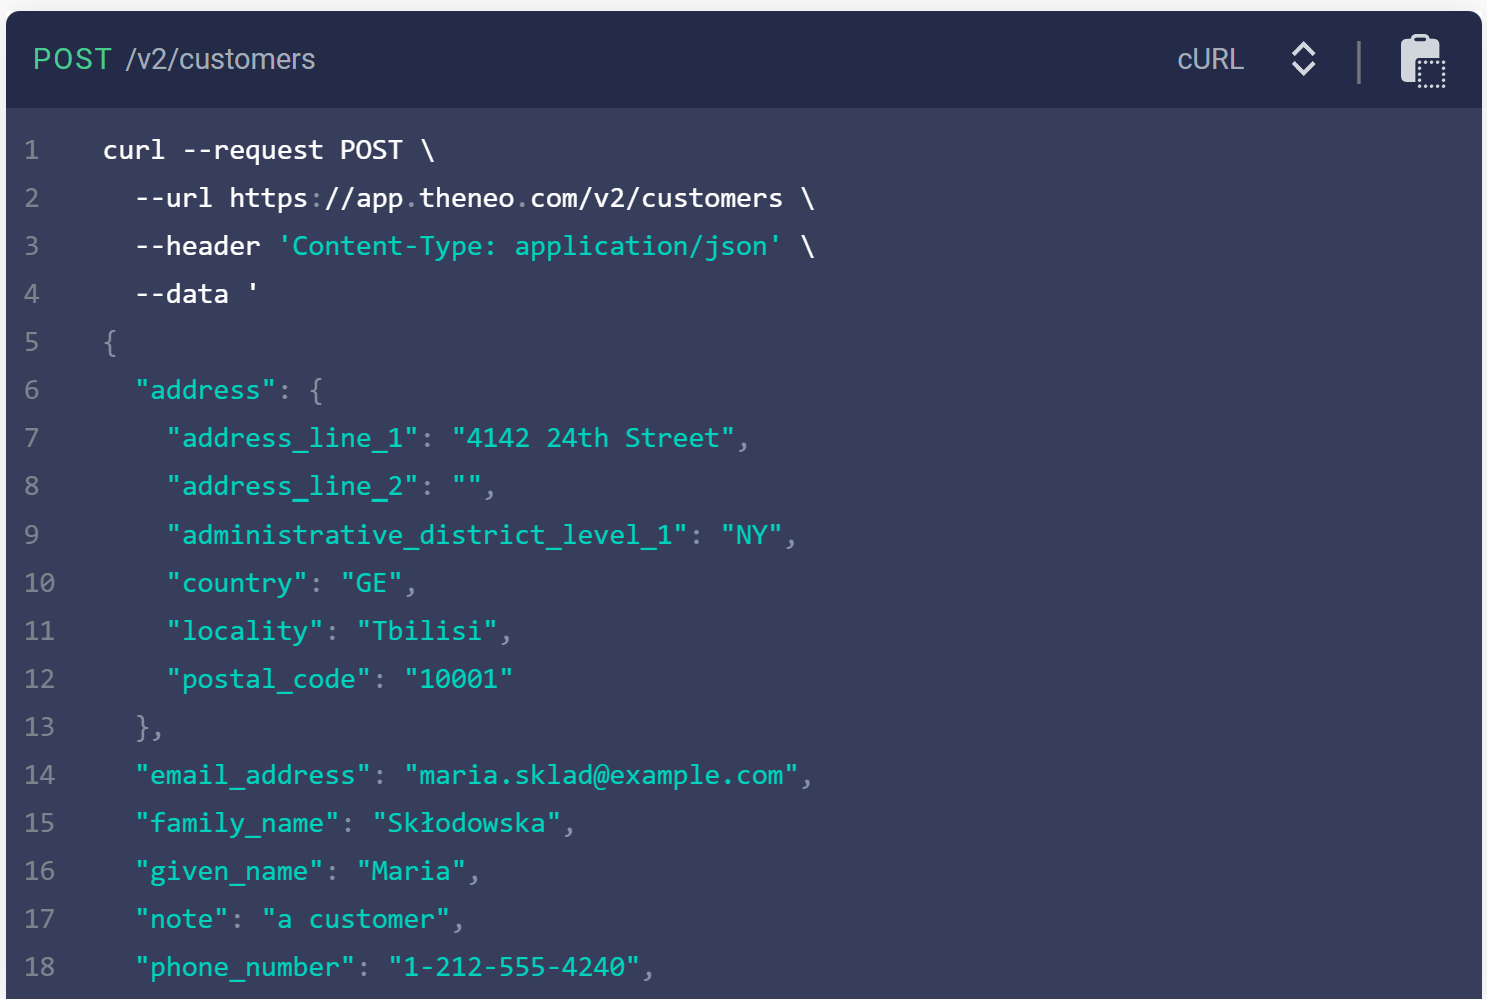 POST /v2/customers cURL
1 curl --request POST \
2   --url https://app.theneo.com/v2/customers \
3   --header 'Content-Type: application/json' \
4   --data '
5 {
6   "address": {
7     "address_line_1": "4142 24th Street",
8     "address_line_2": "",
9     "administrative_district_level_1": "NY",
10     "country": "GE",
11     "locality": "Tbilisi",
12     "postal_code": "10001"
13   },
14   "email_address": "maria.sklad@example.com",
15   "family_name": "Skłodowska",
16   "given_name": "Maria",
17   "note": "a customer",
18   "phone_number": "1-212-555-4240",